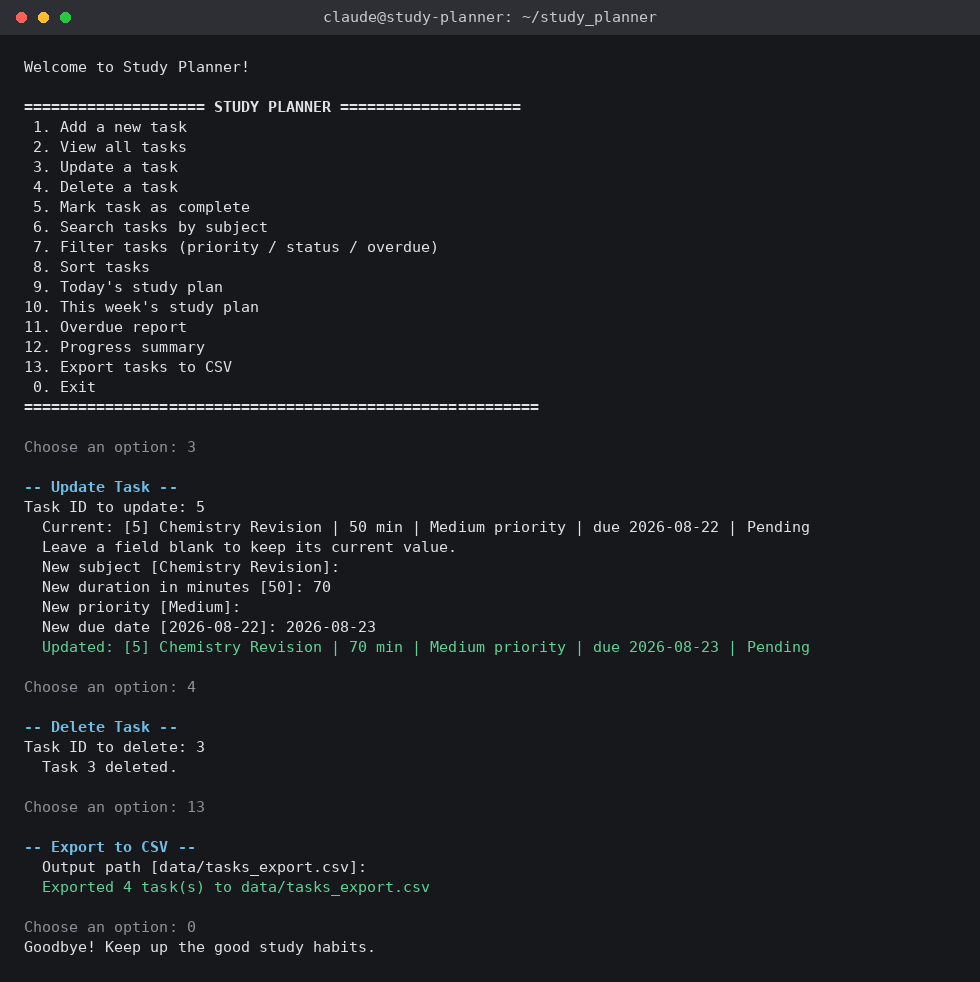 claude@study-planner: ~/study_planner
Welcome to Study Planner!
==================== STUDY PLANNER ====================
 1. Add a new task
 2. View all tasks
 3. Update a task
 4. Delete a task
 5. Mark task as complete
 6. Search tasks by subject
 7. Filter tasks (priority / status / overdue)
 8. Sort tasks
 9. Today's study plan
10. This week's study plan
11. Overdue report
12. Progress summary
13. Export tasks to CSV
 0. Exit
=========================================================
Choose an option: 3
-- Update Task --
Task ID to update: 5
  Current: [5] Chemistry Revision | 50 min | Medium priority | due 2026-08-22 | Pending
  Leave a field blank to keep its current value.
  New subject [Chemistry Revision]:
  New duration in minutes [50]: 70
  New priority [Medium]:
  New due date [2026-08-22]: 2026-08-23
  Updated: [5] Chemistry Revision | 70 min | Medium priority | due 2026-08-23 | Pending
Choose an option: 4
-- Delete Task --
Task ID to delete: 3
  Task 3 deleted.
Choose an option: 13
-- Export to CSV --
  Output path [data/tasks_export.csv]:
  Exported 4 task(s) to data/tasks_export.csv
Choose an option: 0
Goodbye! Keep up the good study habits.